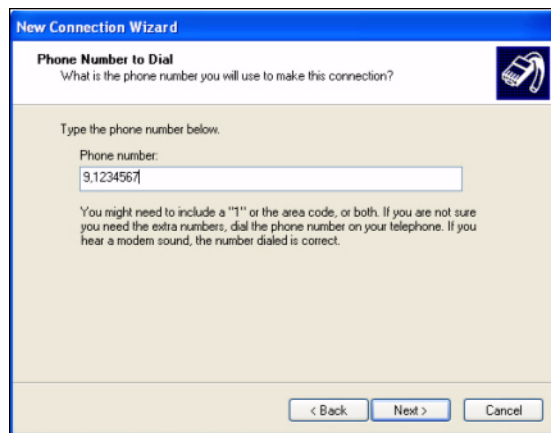 New Connection Wizard
Phone Number to Dial
What is the phone number you will use to make this connection?
Type the phone number below.
Phone number:
9,1234567
You might need to include a "1" or the area code, or both. If you are not sure
you need the extra numbers, dial the phone number on your telephone. If you
hear a modem sound, the number dialed is correct.
< Back
Next >
Cancel